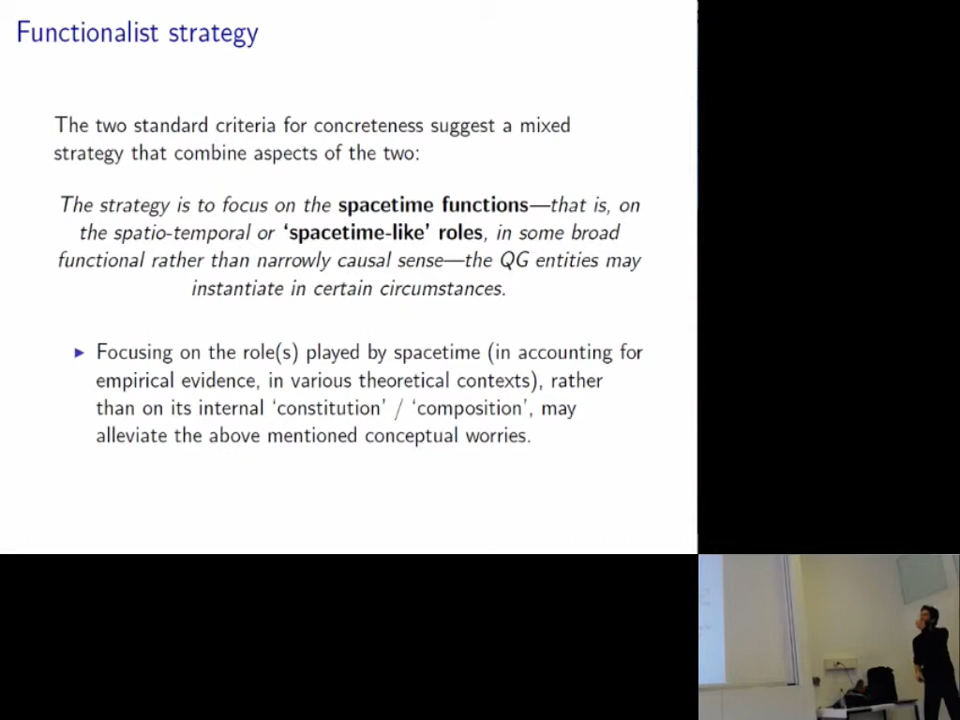 Functionalist strategy
The two standard criteria for concreteness suggest a mixed
strategy that combine aspects of the two:
The strategy is to focus on the spacetime functions—that is, on
the spatio-temporal or ‘spacetime-like’ roles, in some broad
functional rather than narrowly causal sense—the QG entities may
instantiate in certain circumstances.
► Focusing on the role(s) played by spacetime (in accounting for
empirical evidence, in various theoretical contexts), rather
than on its internal ‘constitution’ / ‘composition’, may
alleviate the above mentioned conceptual worries.